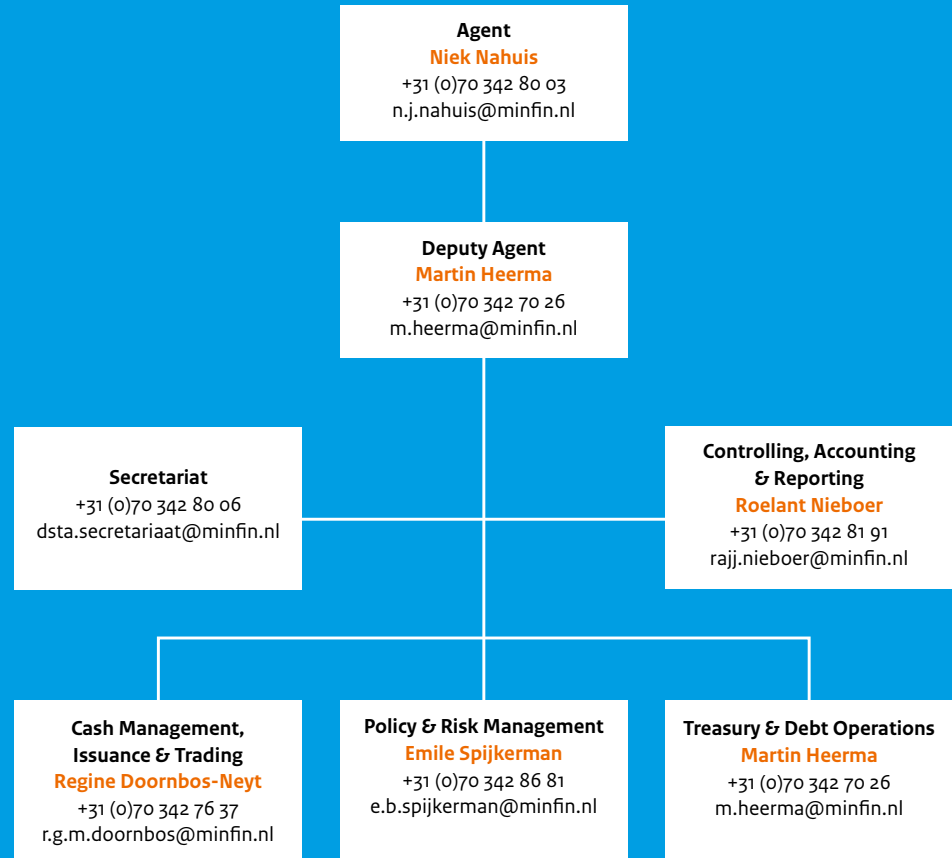 Agent
Niek Nahuis
+31 (0)70 342 80 03
n.j.nahuis@minfin.nl
Deputy Agent
Martin Heerma
+31 (0)70 342 70 26
m.heerma@minfin.nl
Secretariat
+31 (0)70 342 80 06
dsta.secretariaat@minfin.nl
Controlling, Accounting
& Reporting
Roelant Nieboer
+31 (0)70 342 81 91
rajj.nieboer@minfin.nl
Cash Management,
Issuance & Trading
Regine Doornbos-Neyt
+31 (0)70 342 76 37
r.g.m.doornbos@minfin.nl
Policy & Risk Management
Emile Spijkerman
+31 (0)70 342 86 81
e.b.spijkerman@minfin.nl
Treasury & Debt Operations
Martin Heerma
+31 (0)70 342 70 26
m.heerma@minfin.nl